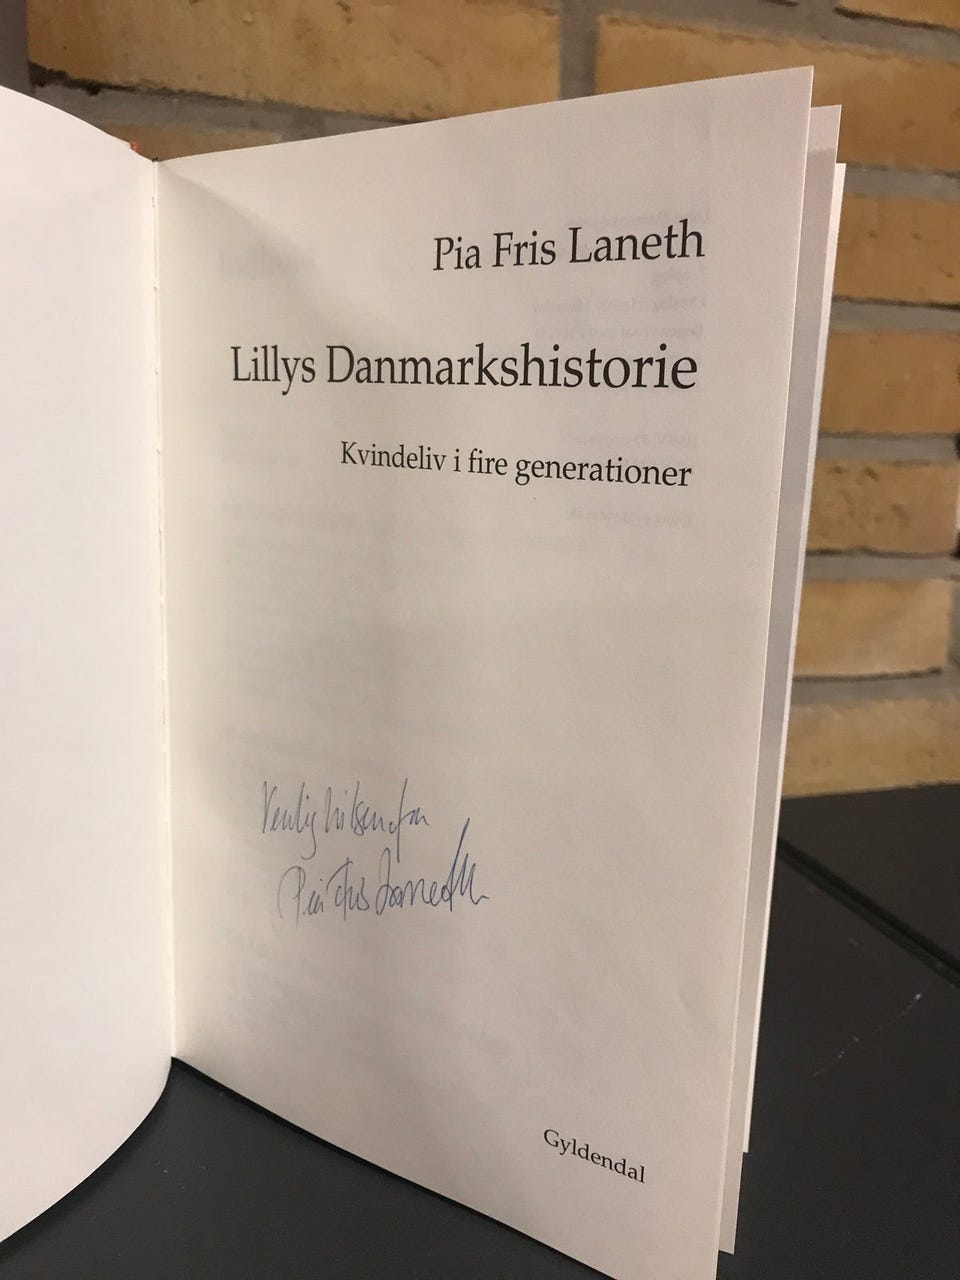 Pia Fris Laneth
Lillys Danmarkshistorie
Kvindeliv i fire generationer
Venlig hilsen fra
Pia Fris Laneth
Gyldendal